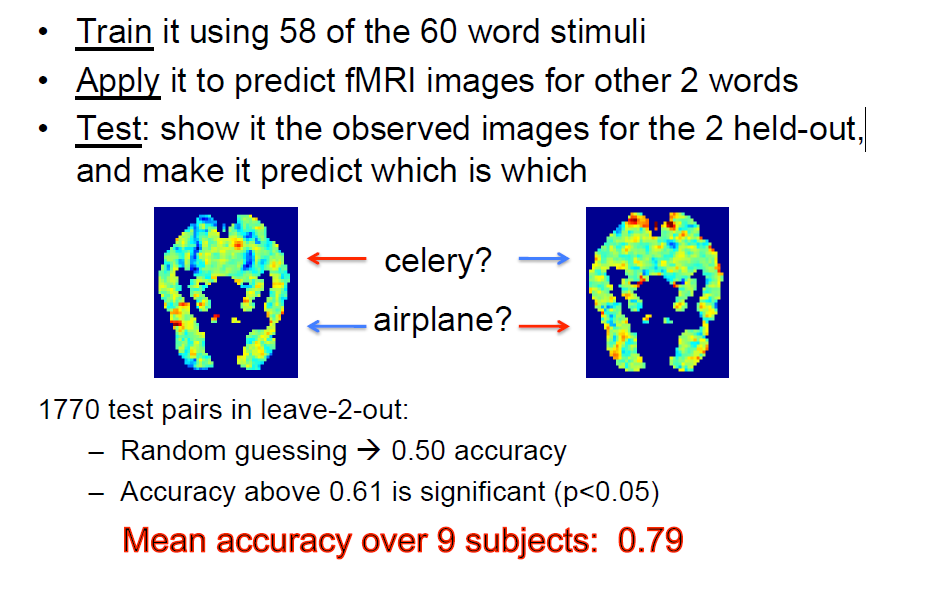 • Train it using 58 of the 60 word stimuli
• Apply it to predict fMRI images for other 2 words
• Test: show it the observed images for the 2 held-out,
and make it predict which is which
celery?
airplane?
1770 test pairs in leave-2-out:
– Random guessing → 0.50 accuracy
– Accuracy above 0.61 is significant (p<0.05)
Mean accuracy over 9 subjects: 0.79